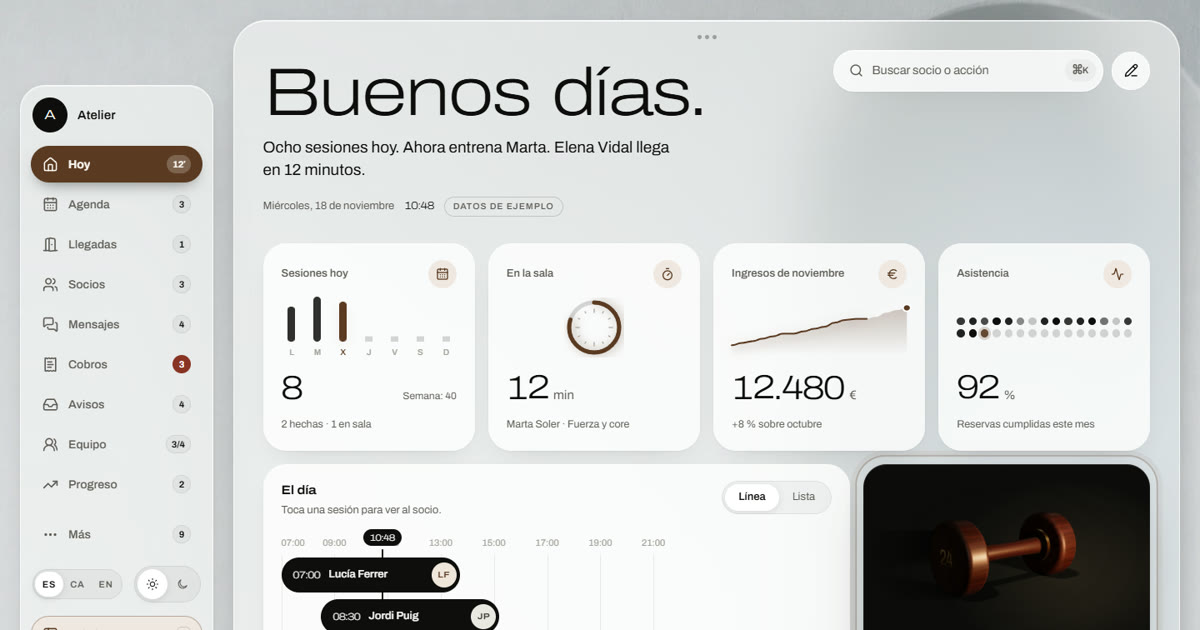 A
Atelier
Hoy 12'
Agenda 3
Llegadas 1
Socios 3
Mensajes 4
Cobros 3
Avisos 4
Equipo 3/4
Progreso 2
Más 9
ES CA EN
Buenos días.
Buscar socio o acción ⌘K
Ocho sesiones hoy. Ahora entrena Marta. Elena Vidal llega
en 12 minutos.
Miércoles, 18 de noviembre 10:48 DATOS DE EJEMPLO
Sesiones hoy
L M X J V S D
8 Semana: 40
2 hechas · 1 en sala
En la sala
12 min
Marta Soler · Fuerza y core
Ingresos de noviembre €
12.480 €
+8 % sobre octubre
Asistencia
92 %
Reservas cumplidas este mes
El día
Toca una sesión para ver al socio.
Línea Lista
07:00 09:00 10:48 13:00 15:00 17:00 19:00 21:00
07:00 Lucía Ferrer LF
08:30 Jordi Puig JP
24